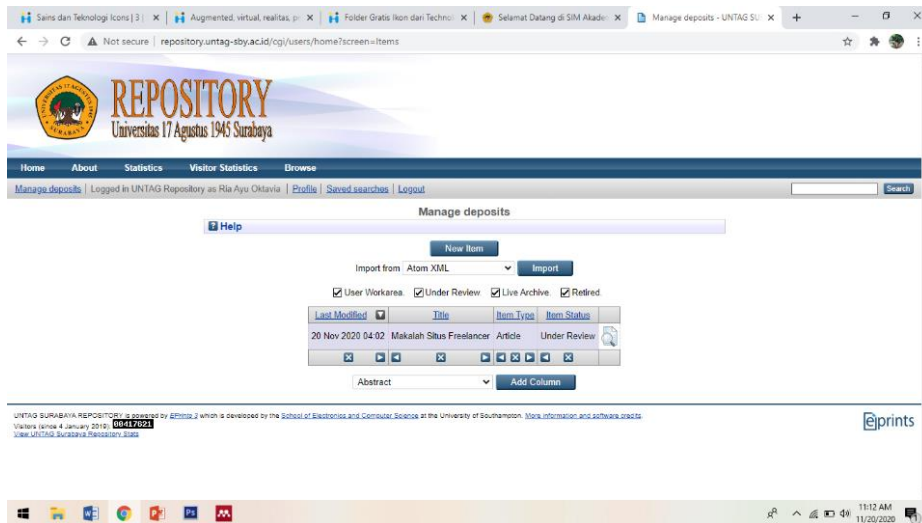 Sains dan Teknologi Icons | 3 |
Augmented, virtual, realitas, pr
Folder Gratis Ikon dari Technol
Selamat Datang di SIM Akade
Manage deposits - UNTAG SU
Not secure | repository.untag-sby.ac.id/cgi/users/home?screen=Items
REPOSITORY
Universitas 17 Agustus 1945 Surabaya
Home About Statistics Visitor Statistics Browse
Manage deposits | Logged in UNTAG Repository as Ria Ayu Oktavia | Profile | Saved searches | Logout
Search
Manage deposits
Help
New Item
Import from Atom XML Import
User Workarea. Under Review. Live Archive. Retired.
Last Modified Title Item Type Item Status
20 Nov 2020 04:02 Makalah Situs Freelancer Article Under Review
Abstract Add Column
UNTAG SURABAYA REPOSITORY is powered by EPrints 3 which is developed by the School of Electronics and Computer Science at the University of Southampton. More information and software credits.
Visitors (since 4 January 2019): 00417621
View UNTAG Surabaya Repository Stats
eprints
11:12 AM
11/20/2020